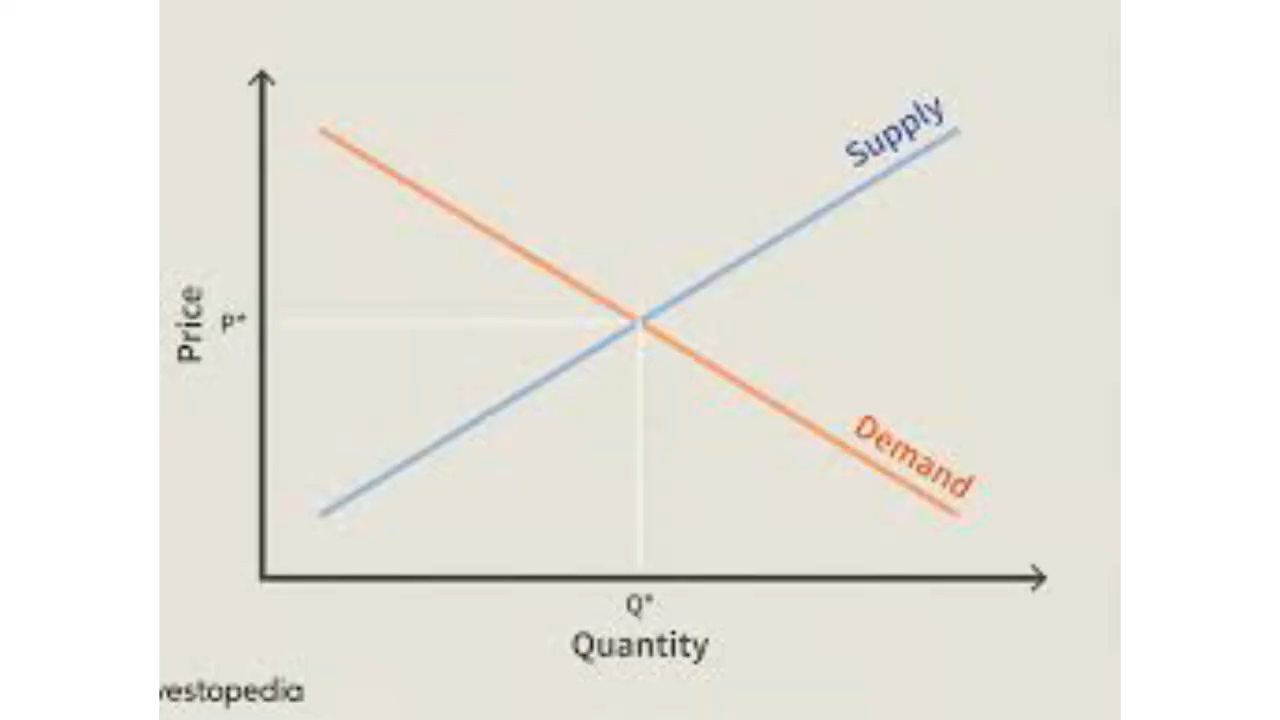 Supply
Price
P*
Demand
Q*
Quantity
vestopedia